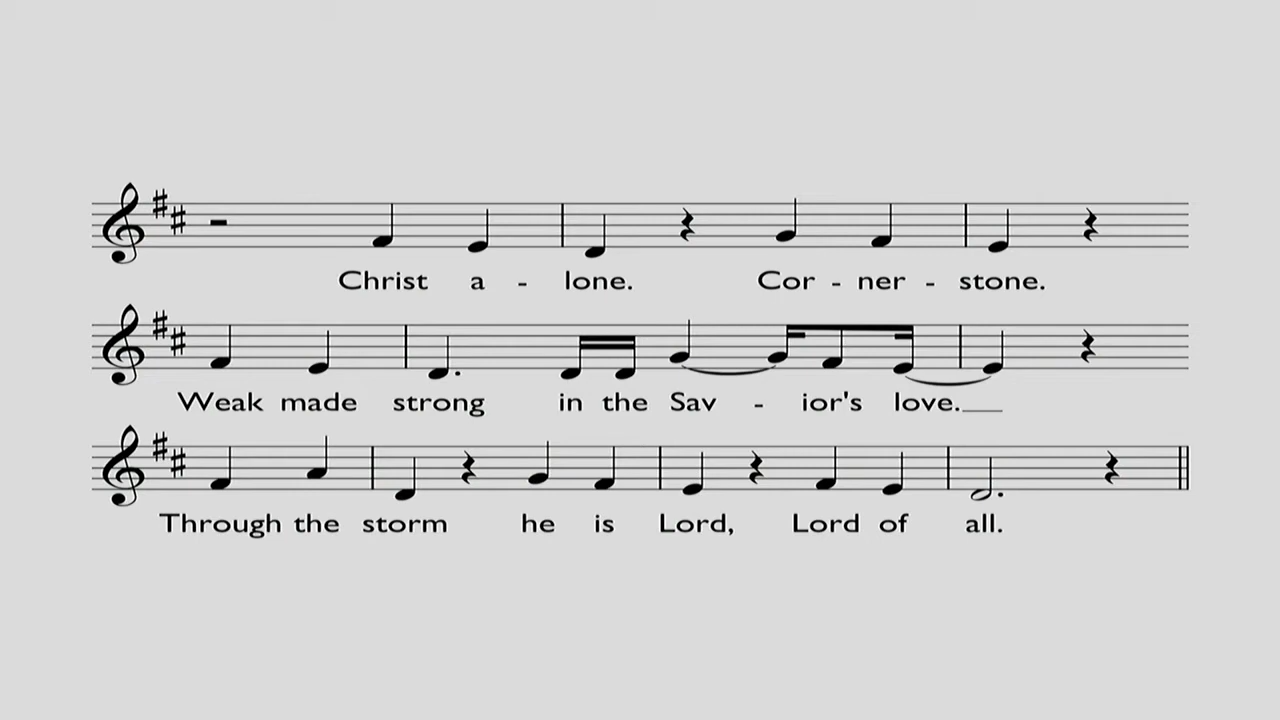 Christ a - lone. Cor - ner - stone.
Weak made strong in the Sav - ior's love.
Through the storm he is Lord, Lord of all.